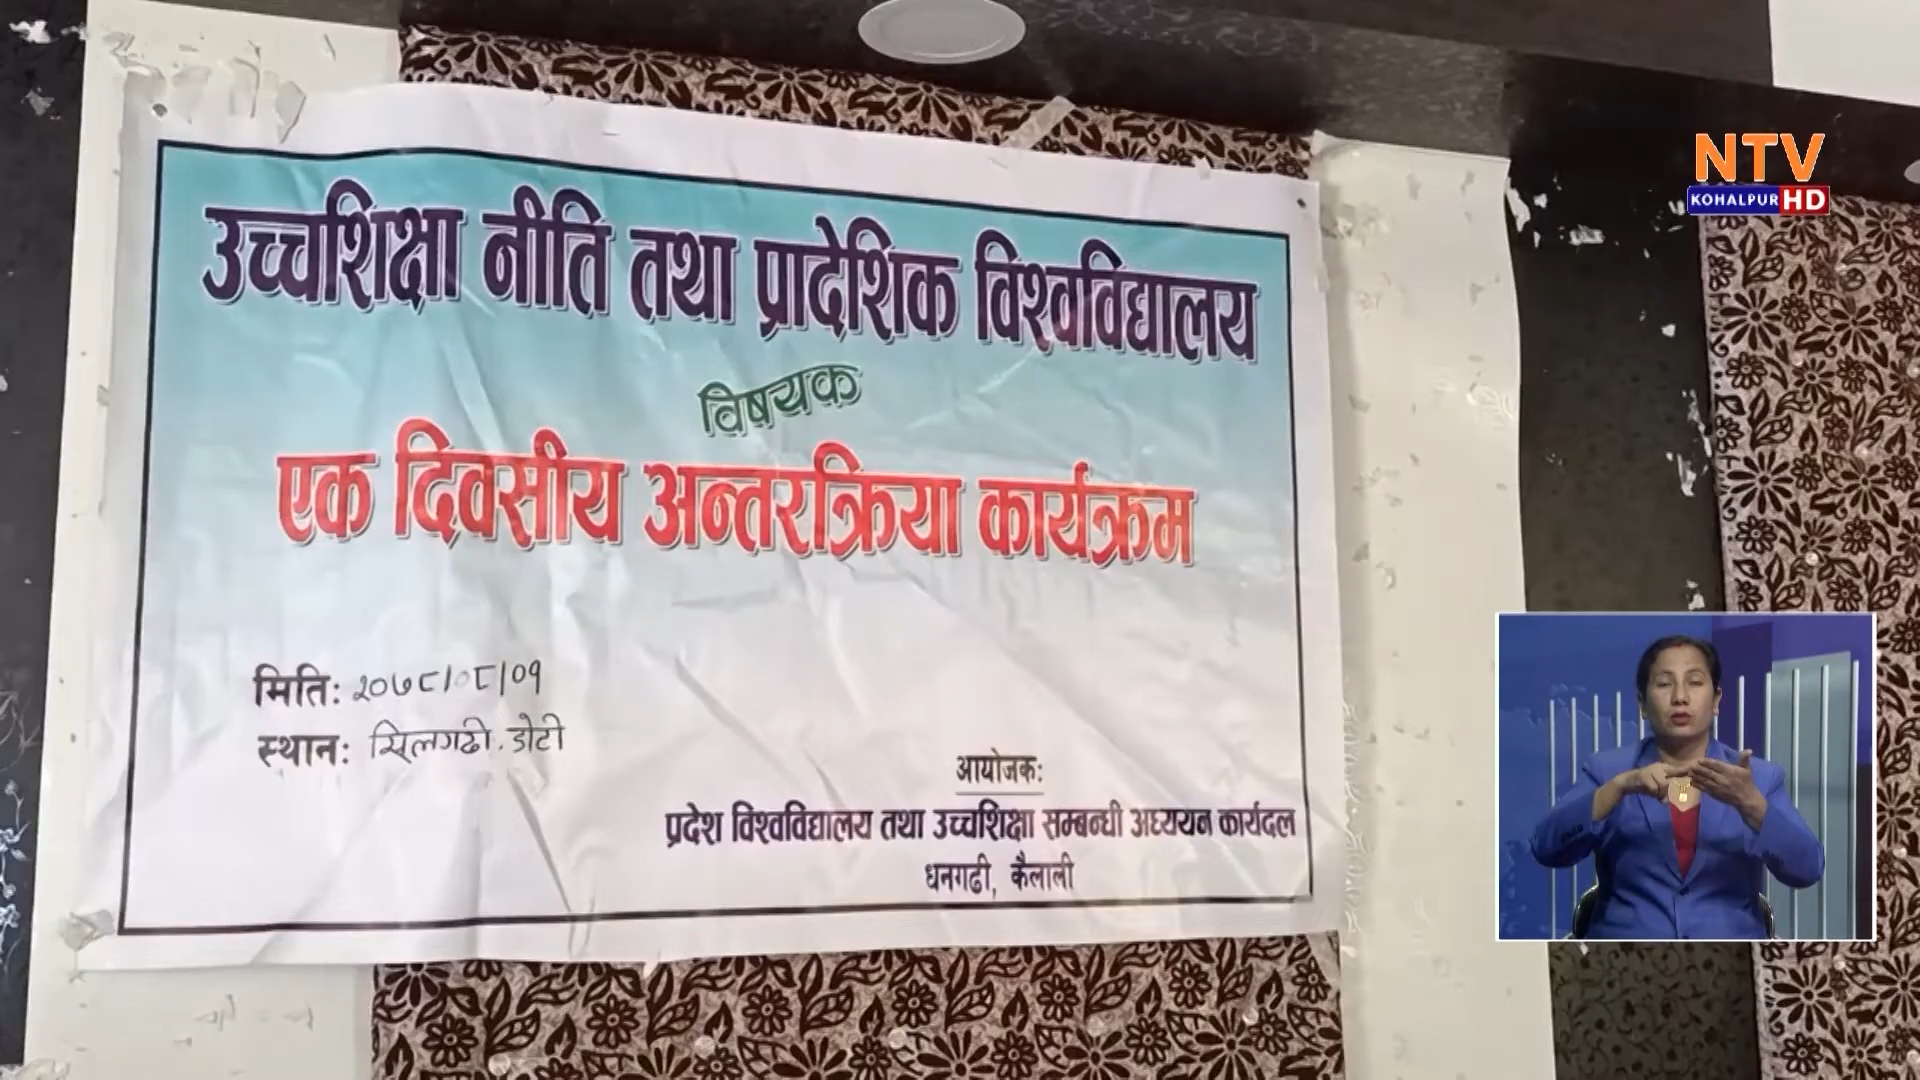 उच्चशिक्षा नीति तथा प्रादेशिक विश्वविद्यालय
विषयक
एक दिवसीय अन्तरक्रिया कार्यक्रम
मिति: २०७८/०८/०१
स्थान: सिलगढी. डोटी
आयोजक:
प्रदेश विश्वविद्यालय तथा उच्चशिक्षा सम्बन्धी अध्ययन कार्यदल
धनगढी, कैलाली
NTV
KOHALPUR HD